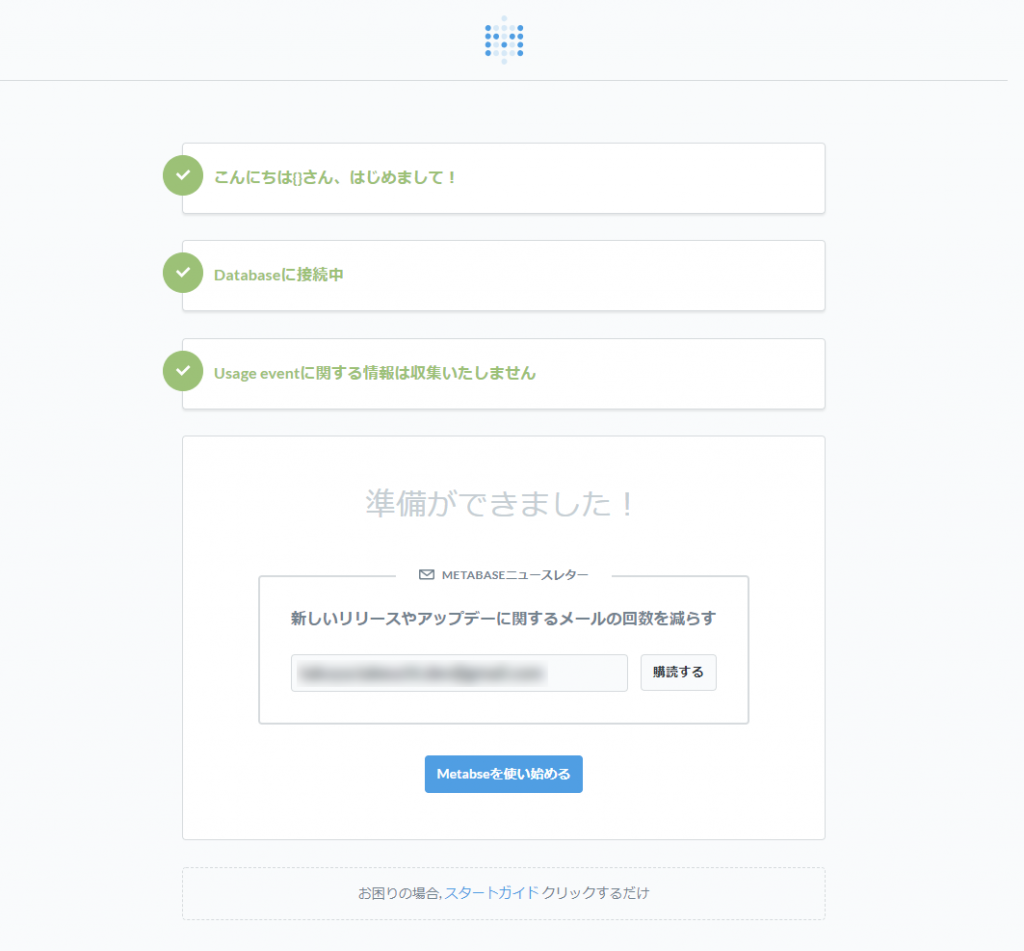 こんにちは{}さん、はじめまして！
Databaseに接続中
Usage eventに関する情報は収集いたしません
準備ができました！
METABASEニュースレター
新しいリリースやアップデーに関するメールの回数を減らす
購読する
Metabseを使い始める
お困りの場合, スタートガイド クリックするだけ